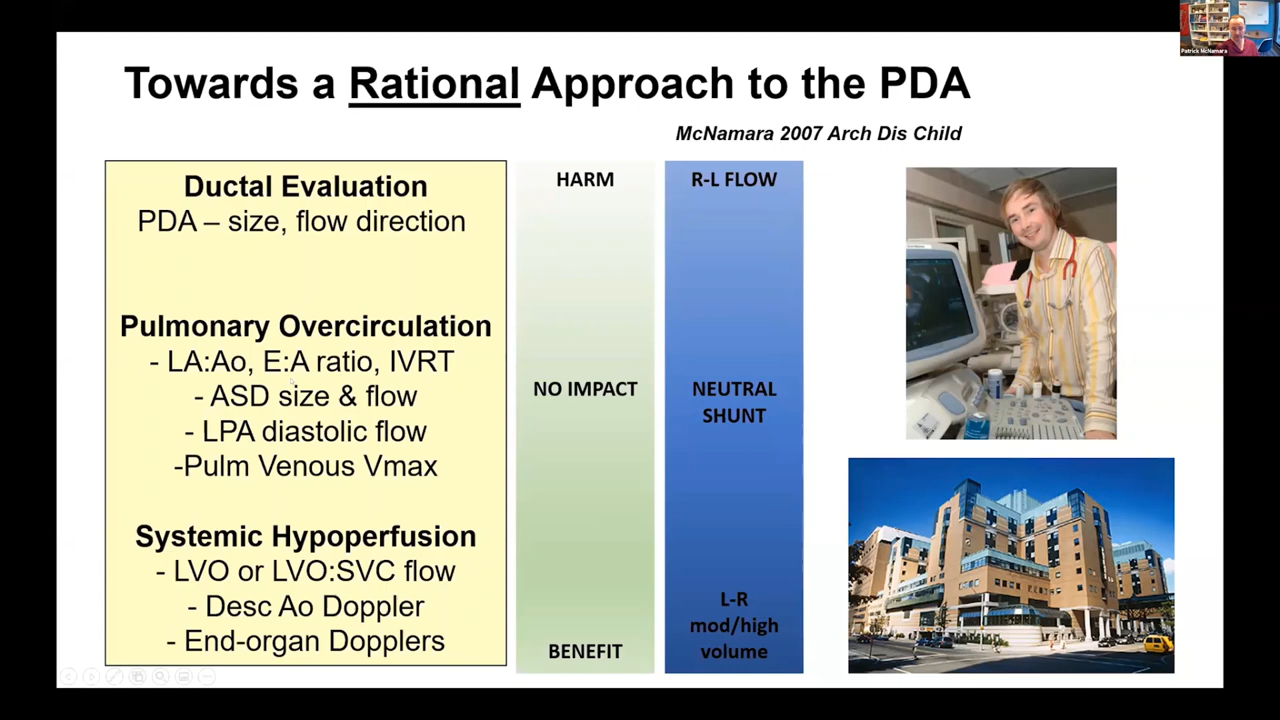 Patrick McNamara
Towards a Rational Approach to the PDA
McNamara 2007 Arch Dis Child
Ductal Evaluation
PDA – size, flow direction
Pulmonary Overcirculation
- LA:Ao, E:A ratio, IVRT
- ASD size & flow
- LPA diastolic flow
-Pulm Venous Vmax
Systemic Hypoperfusion
- LVO or LVO:SVC flow
- Desc Ao Doppler
- End-organ Dopplers
HARM
NO IMPACT
BENEFIT
R-L FLOW
NEUTRAL
SHUNT
L-R
mod/high
volume